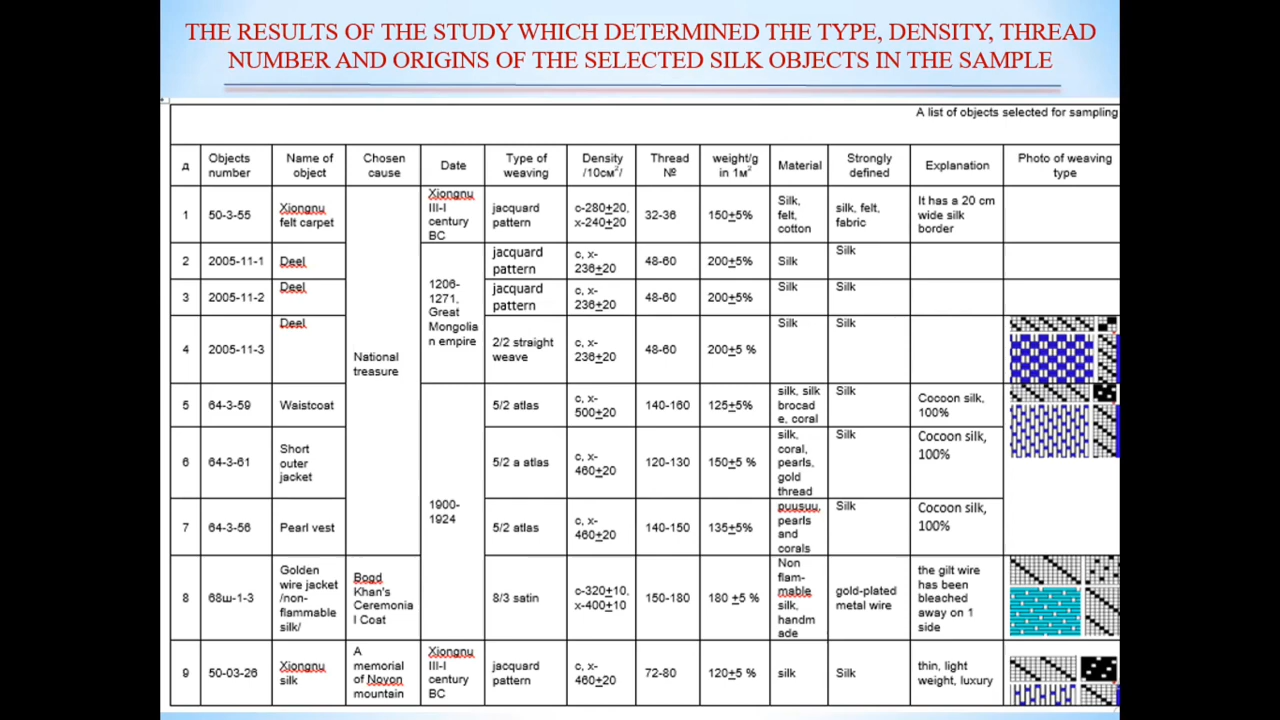 THE RESULTS OF THE STUDY WHICH DETERMINED THE TYPE, DENSITY, THREAD
NUMBER AND ORIGINS OF THE SELECTED SILK OBJECTS IN THE SAMPLE
A list of objects selected for sampling
д
Objects
number
Name of
object
Chosen
cause
Date
Type of
weaving
Density
/10см²/
Thread
№
weight/g
in 1м²
Material
Strongly
defined
Explanation
Photo of weaving
type
1
50-3-55
Xiongnu
felt carpet
National
treasure
Xiongnu
III-I
century
BC
jacquard
pattern
c-280±20,
x-240±20
32-36
150±5%
Silk,
felt,
cotton
silk, felt,
fabric
It has a 20 cm
wide silk
border
2
2005-11-1
Deel
1206-
1271,
Great
Mongolia
n empire
jacquard
pattern
c, x-
236±20
48-60
200±5%
Silk
Silk
3
2005-11-2
Deel
jacquard
pattern
c, x-
236±20
48-60
200±5%
Silk
Silk
4
2005-11-3
Deel
2/2 straight
weave
c, x-
236±20
48-60
200±5 %
Silk
Silk
5
64-3-59
Waistcoat
1900-
1924
5/2 atlas
c, x-
500±20
140-160
125±5%
silk, silk
brocad
e, coral
Silk
Cocoon silk,
100%
6
64-3-61
Short
outer
jacket
5/2 a atlas
c, x-
460±20
120-130
150±5 %
silk,
coral,
pearls,
gold
thread
Silk
Cocoon silk,
100%
7
64-3-56
Pearl vest
5/2 atlas
c, x-
460±20
140-150
135±5%
puusuu,
pearls
and
corals
Silk
Cocoon silk,
100%
8
68ш-1-3
Golden
wire jacket
/non-
flammable
silk/
Bogd
Khan's
Ceremonia
l Coat
8/3 satin
c-320±10,
x-400±10
150-180
180 ±5 %
Non
flam-
mable
silk,
handm
ade
gold-plated
metal wire
the gilt wire
has been
bleached
away on 1
side
9
50-03-26
Xiongnu
silk
A
memorial
of Noyon
mountain
Xiongnu
III-I
century
BC
jacquard
pattern
c, x-
460±20
72-80
120±5 %
silk
Silk
thin, light
weight, luxury